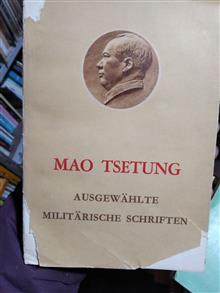 MAO TSETUNG
AUSGEWÄHLTE
MILITÄRISCHE SCHRIFTEN